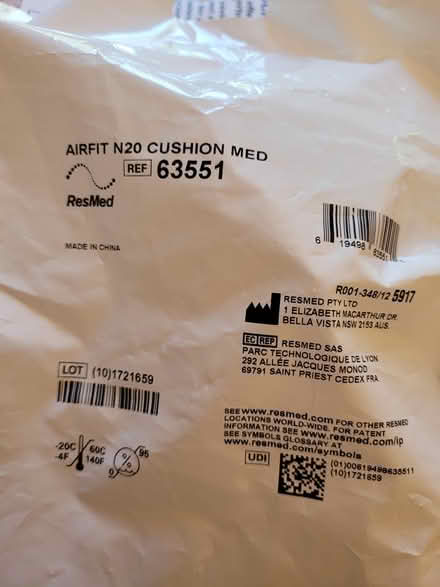 AIRFIT N20 CUSHION MED
REF 63551
ResMed
MADE IN CHINA
6 19498 63551
R001-348/12 5917
RESMED PTY LTD
1 ELIZABETH MACARTHUR DR
BELLA VISTA NSW 2153 AUS.
EC REP RESMED SAS
PARC TECHNOLOGIQUE DE LYON
292 ALLÉE JACQUES MONOD
69791 SAINT PRIEST CEDEX FRA
LOT (10)1721659
SEE www.resmed.com FOR OTHER RESMED
LOCATIONS WORLD-WIDE. FOR PATENT
INFORMATION SEE www.resmed.com/ip
SEE SYMBOLS GLOSSARY AT
www.resmed.com/symbols
-20C 60C
-4F 140F
0 % 95
UDI
(01)00619498635511
(10)1721659